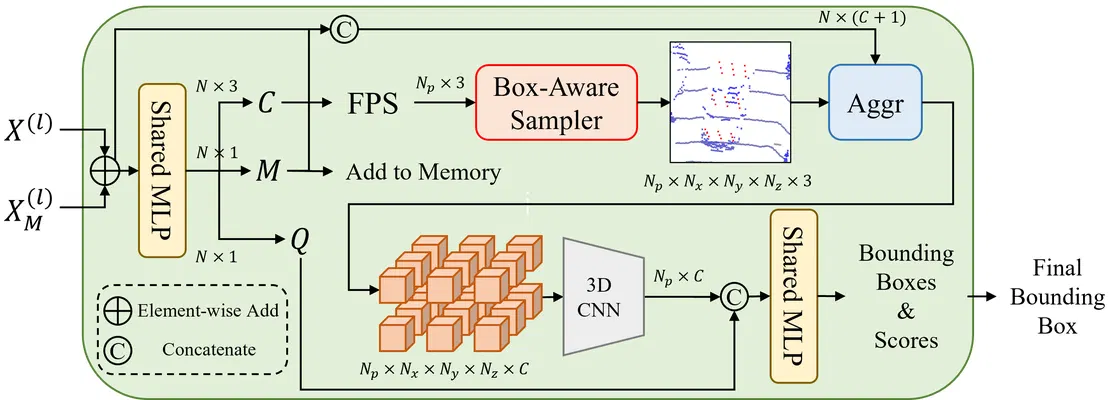 C
N × (C + 1)
N × 3
C
FPS
N_p × 3
Box-Aware
Sampler
Aggr
X^(l)
X_M^(l)
Shared MLP
N × 1
M
Add to Memory
N_p × N_x × N_y × N_z × 3
N × 1
Q
Element-wise Add
C
Concatenate
N_p × N_x × N_y × N_z × C
3D
CNN
N_p × C
C
Shared MLP
Bounding
Boxes
&
Scores
Final
Bounding
Box